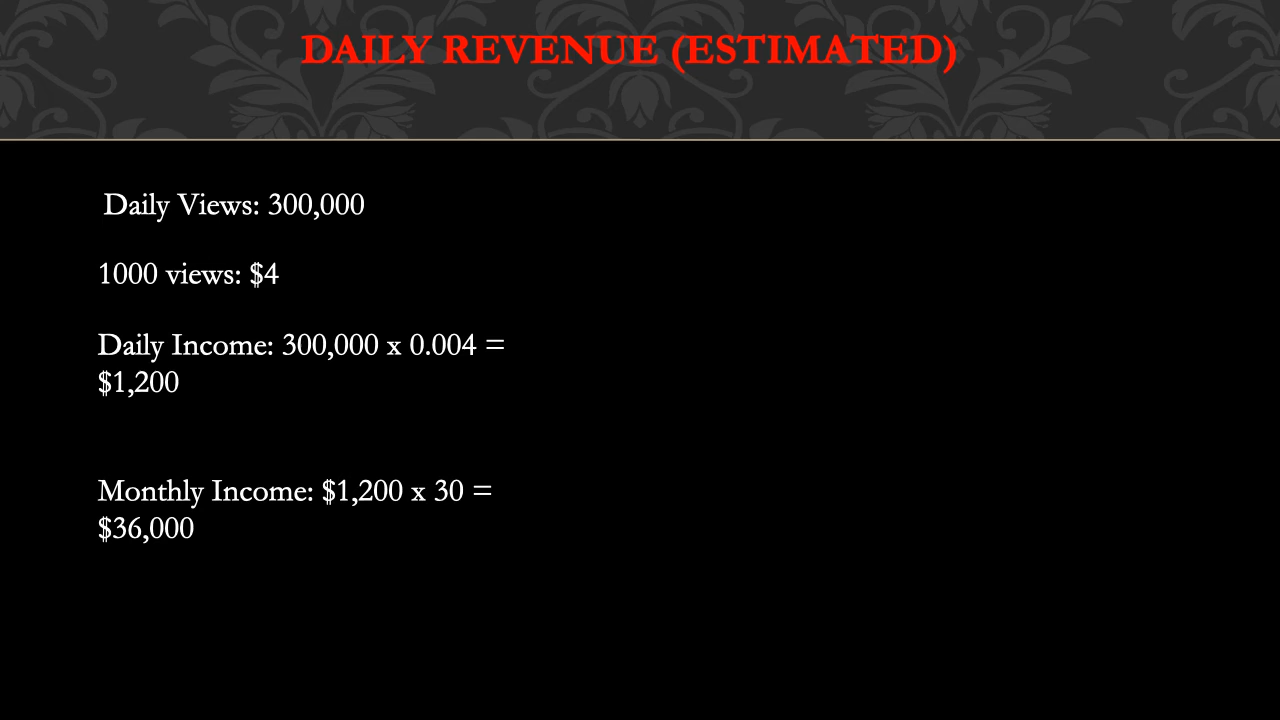 DAILY REVENUE (ESTIMATED)
Daily Views: 300,000
1000 views: $4
Daily Income: 300,000 x 0.004 =
$1,200
Monthly Income: $1,200 x 30 =
$36,000